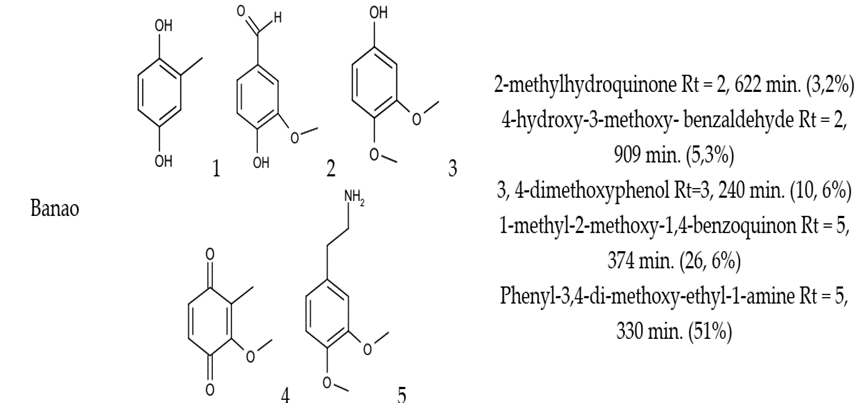 Banao
OH
OH
1
O
H
O
OH
2
OH
O
O
3
O
O
O
4
NH2
O
O
5
2-methylhydroquinone Rt = 2, 622 min. (3,2%)
4-hydroxy-3-methoxy- benzaldehyde Rt = 2,
909 min. (5,3%)
3, 4-dimethoxyphenol Rt=3, 240 min. (10, 6%)
1-methyl-2-methoxy-1,4-benzoquinon Rt = 5,
374 min. (26, 6%)
Phenyl-3,4-di-methoxy-ethyl-1-amine Rt = 5,
330 min. (51%)